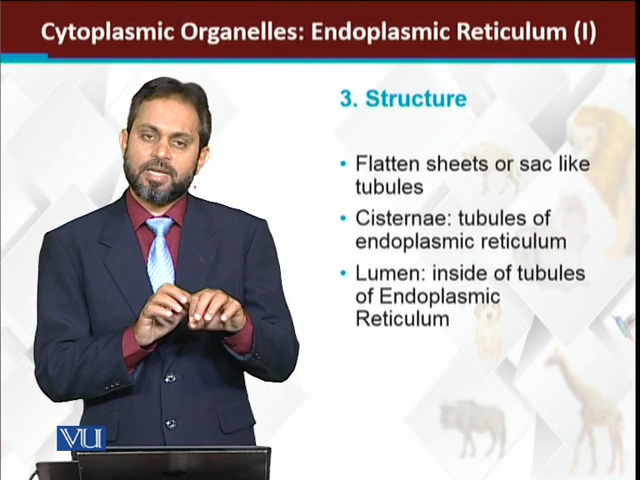 Cytoplasmic Organelles: Endoplasmic Reticulum (I)
3. Structure
• Flatten sheets or sac like
tubules
• Cisternae: tubules of
endoplasmic reticulum
• Lumen: inside of tubules
of Endoplasmic
Reticulum
VU